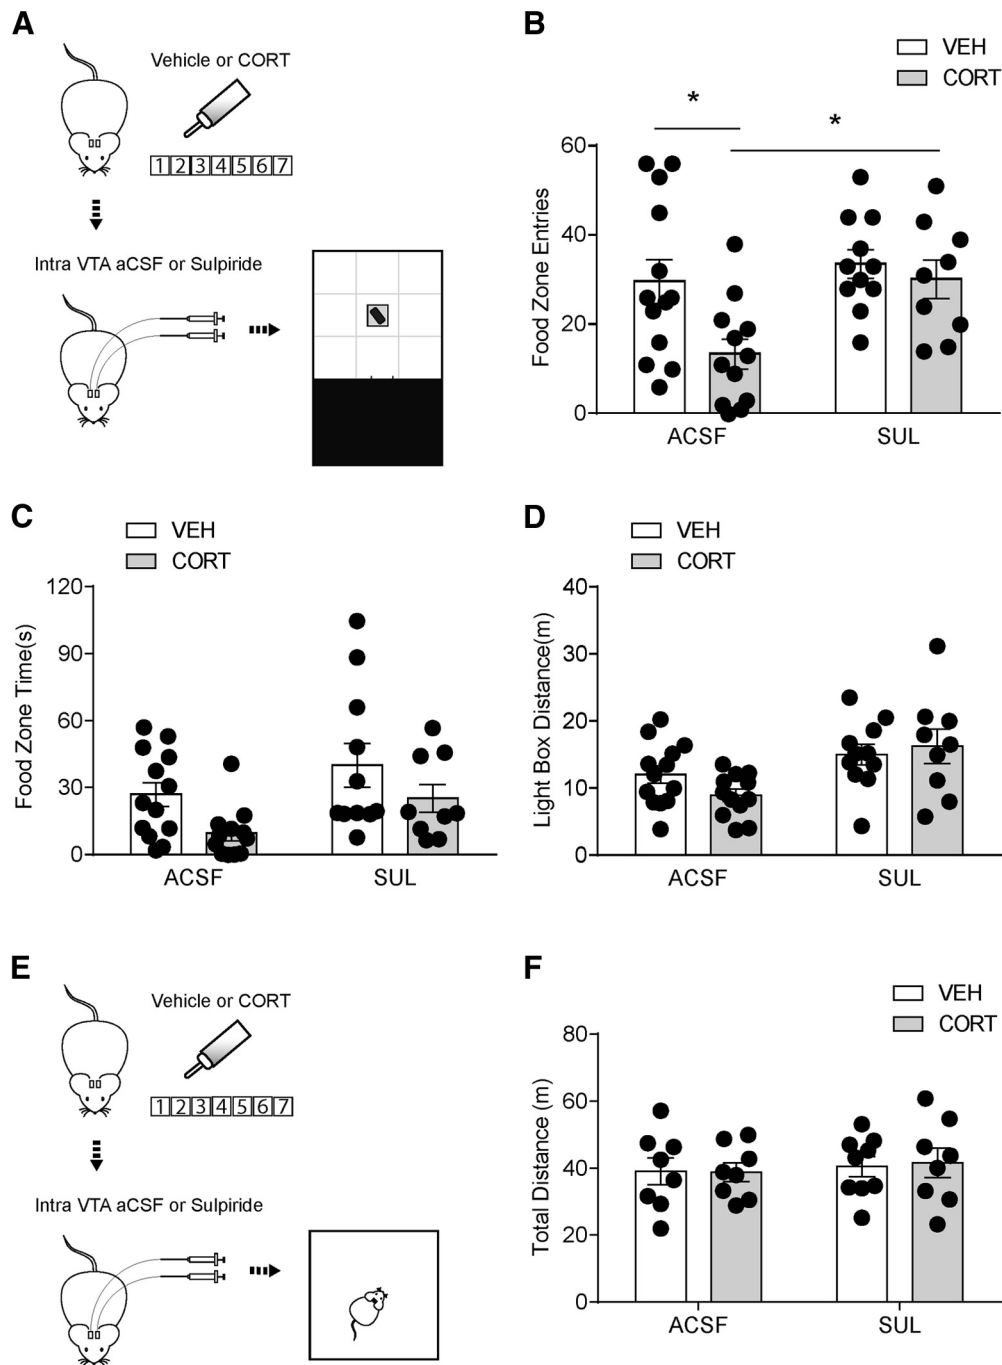 A
Vehicle or CORT
1 2 3 4 5 6 7
Intra VTA aCSF or Sulpiride
B
VEH
CORT
*
*
Food Zone Entries
60
40
20
0
ACSF
SUL
C
VEH
CORT
Food Zone Time(s)
120
90
60
30
0
ACSF
SUL
D
VEH
CORT
Light Box Distance(m)
40
30
20
10
0
ACSF
SUL
E
Vehicle or CORT
1 2 3 4 5 6 7
Intra VTA aCSF or Sulpiride
F
VEH
CORT
Total Distance (m)
80
60
40
20
0
ACSF
SUL